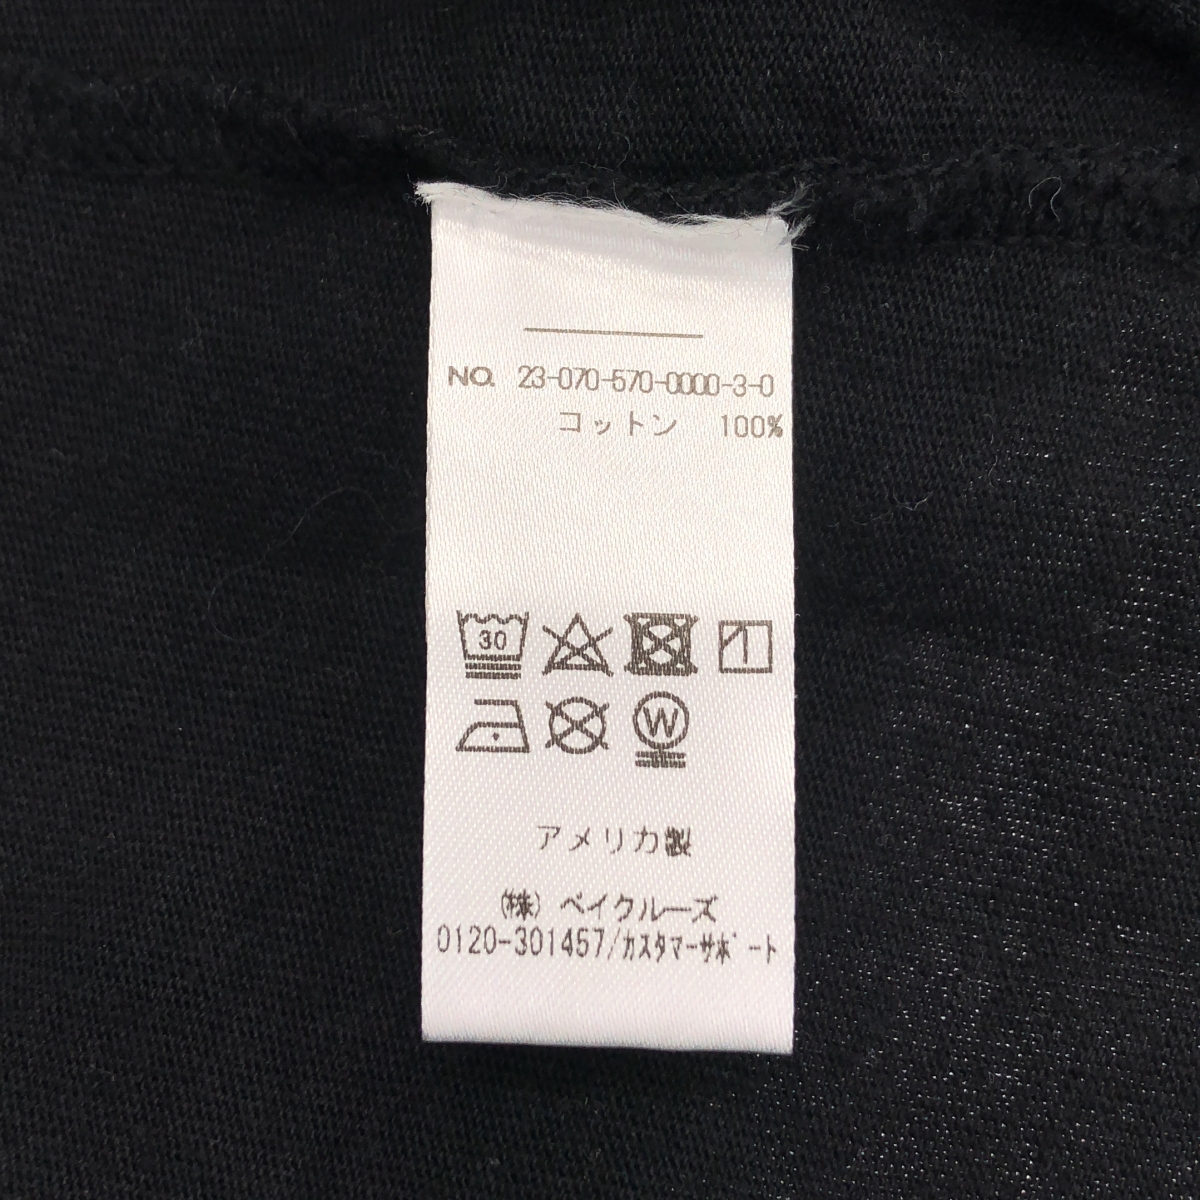 NO. 23-070-570-0000-3-0
コットン 100%
30
W
アメリカ製
(株) ベイクルーズ
0120-301457/カスタマーサポート